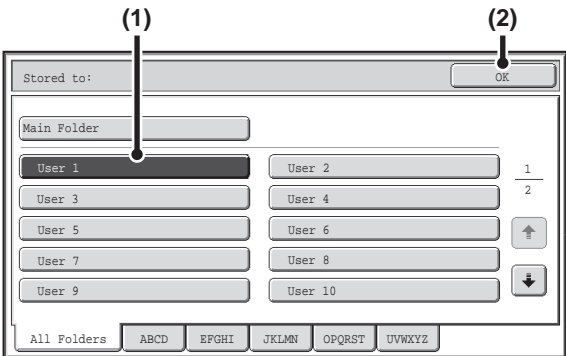 (1) (2)
Stored to: OK
Main Folder
User 1 User 2 1
User 3 User 4 2
User 5 User 6
User 7 User 8
User 9 User 10
All Folders ABCD EFGHI JKLMN OPQRST UVWXYZ